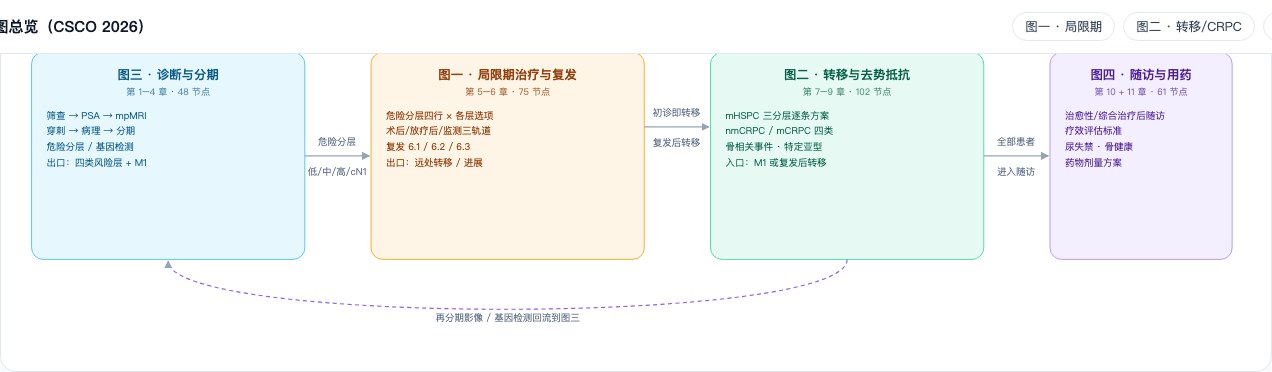 图总览（CSCO 2026）
图一 · 局限期
图二 · 转移/CRPC
图三 · 诊断与分期
第 1—4 章 · 48 节点
筛查 → PSA → mpMRI
穿刺 → 病理 → 分期
危险分层 / 基因检测
出口：四类风险层 + M1
危险分层
低/中/高/cN1
图一 · 局限期治疗与复发
第 5—6 章 · 75 节点
危险分层四行 × 各层选项
术后/放疗后/监测三轨道
复发 6.1 / 6.2 / 6.3
出口：远处转移 / 进展
初诊即转移
复发后转移
图二 · 转移与去势抵抗
第 7—9 章 · 102 节点
mHSPC 三分层逐条方案
nmCRPC / mCRPC 四类
骨相关事件 · 特定亚型
入口：M1 或复发后转移
全部患者
进入随访
图四 · 随访与用药
第 10 + 11 章 · 61 节点
治愈性/综合治疗后随访
疗效评估标准
尿失禁 · 骨健康
药物剂量方案
再分期影像 / 基因检测回流到图三